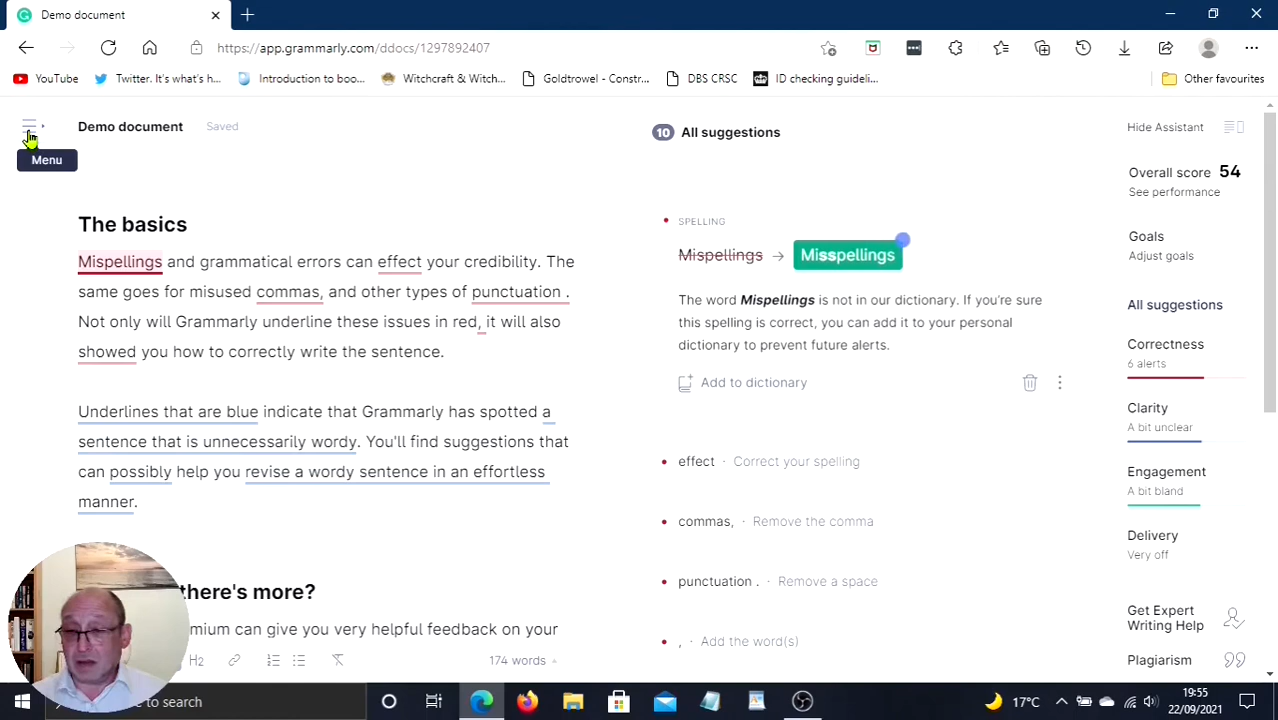 Demo document
https://app.grammarly.com/ddocs/1297892407
YouTube
Twitter. It's what's h...
Introduction to boo...
Witchcraft & Witch...
Goldtrowel - Constr...
DBS CRSC
ID checking guidelin...
Other favourites
Demo document
Saved
Menu
The basics
Mispellings and grammatical errors can effect your credibility. The
same goes for misused commas, and other types of punctuation .
Not only will Grammarly underline these issues in red, it will also
showed you how to correctly write the sentence.
Underlines that are blue indicate that Grammarly has spotted a
sentence that is unnecessarily wordy. You'll find suggestions that
can possibly help you revise a wordy sentence in an effortless
manner.
there's more?
mium can give you very helpful feedback on your
H2
174 words
10 All suggestions
SPELLING
Mispellings → Misspellings
The word Mispellings is not in our dictionary. If you're sure
this spelling is correct, you can add it to your personal
dictionary to prevent future alerts.
Add to dictionary
effect · Correct your spelling
commas, · Remove the comma
punctuation . · Remove a space
, · Add the word(s)
Hide Assistant
Overall score 54
See performance
Goals
Adjust goals
All suggestions
Correctness
6 alerts
Clarity
A bit unclear
Engagement
A bit bland
Delivery
Very off
Get Expert
Writing Help
Plagiarism
to search
17°C
19:55
22/09/2021